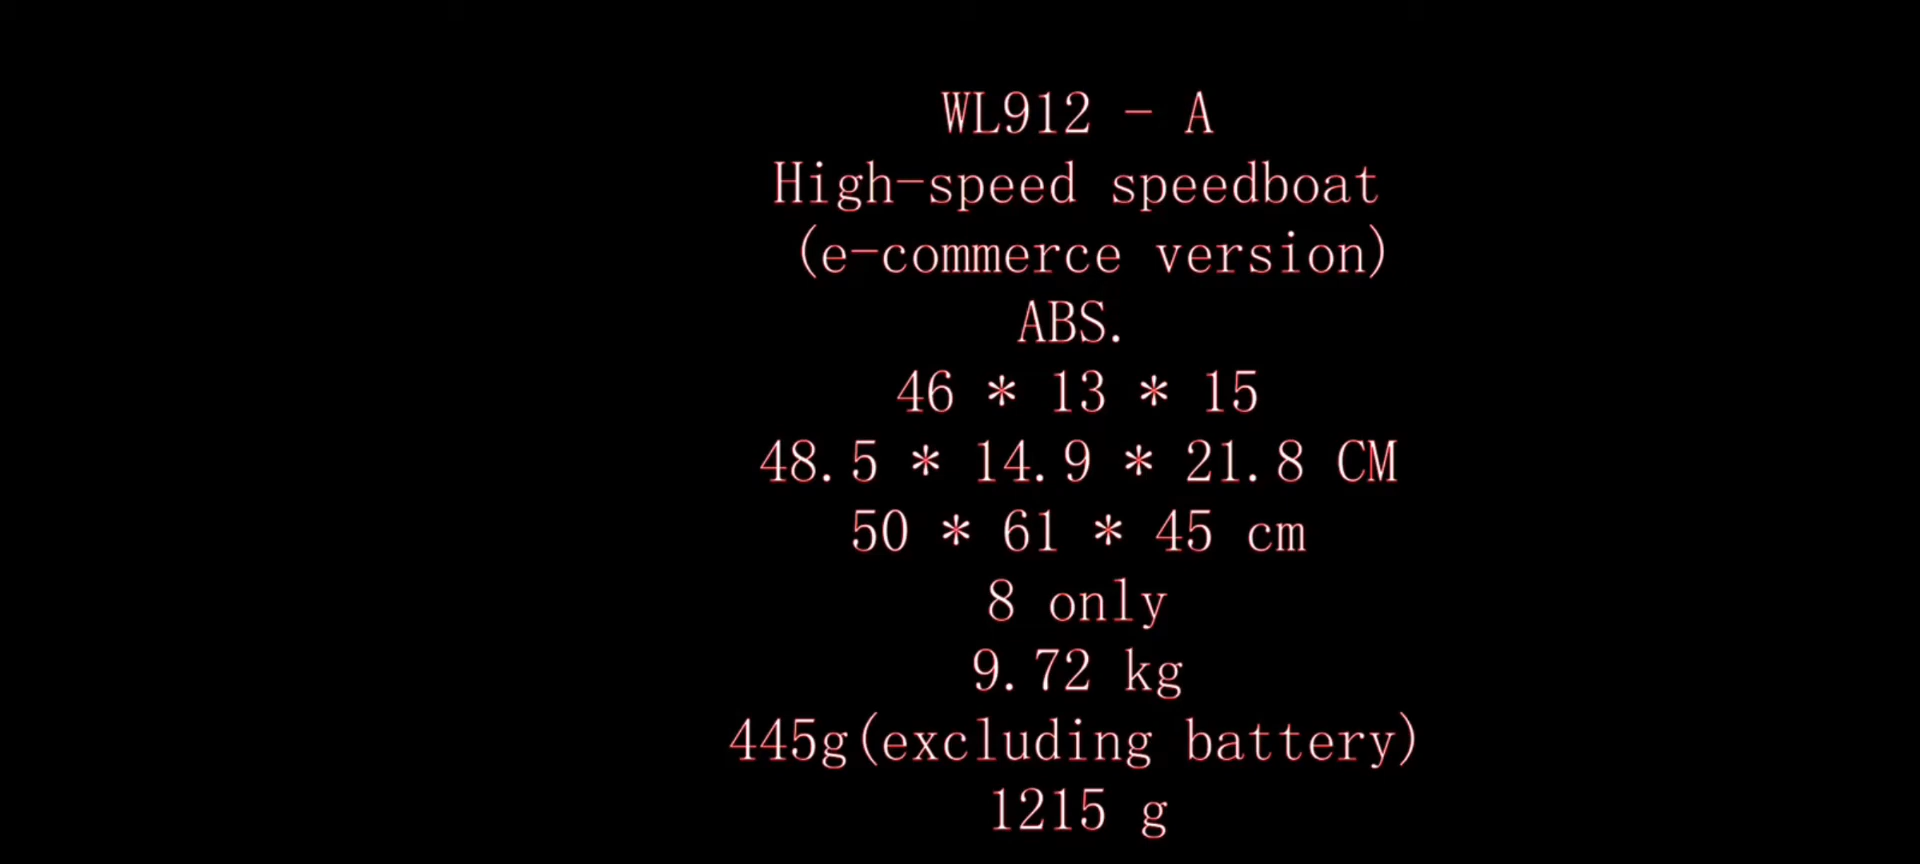 WL912 - A
High-speed speedboat
(e-commerce version)
ABS.
46 * 13 * 15
48.5 * 14.9 * 21.8 CM
50 * 61 * 45 cm
8 only
9.72 kg
445g(excluding battery)
1215 g